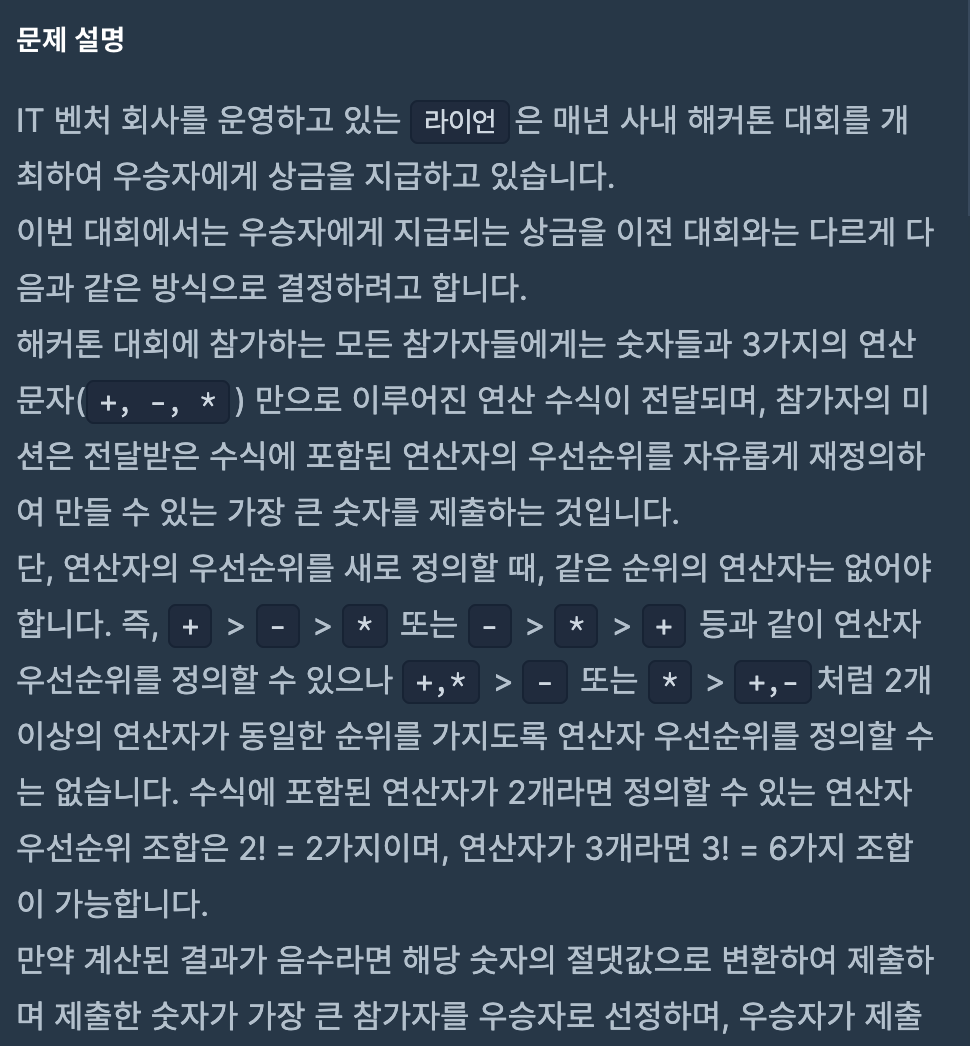 문제 설명
IT 벤처 회사를 운영하고 있는 라이언 은 매년 사내 해커톤 대회를 개
최하여 우승자에게 상금을 지급하고 있습니다.
이번 대회에서는 우승자에게 지급되는 상금을 이전 대회와는 다르게 다
음과 같은 방식으로 결정하려고 합니다.
해커톤 대회에 참가하는 모든 참가자들에게는 숫자들과 3가지의 연산
문자(+, -, *) 만으로 이루어진 연산 수식이 전달되며, 참가자의 미
션은 전달받은 수식에 포함된 연산자의 우선순위를 자유롭게 재정의하
여 만들 수 있는 가장 큰 숫자를 제출하는 것입니다.
단, 연산자의 우선순위를 새로 정의할 때, 같은 순위의 연산자는 없어야
합니다. 즉, + > - > * 또는 - > * > + 등과 같이 연산자
우선순위를 정의할 수 있으나 +,* > - 또는 * > +,- 처럼 2개
이상의 연산자가 동일한 순위를 가지도록 연산자 우선순위를 정의할 수
는 없습니다. 수식에 포함된 연산자가 2개라면 정의할 수 있는 연산자
우선순위 조합은 2! = 2가지이며, 연산자가 3개라면 3! = 6가지 조합
이 가능합니다.
만약 계산된 결과가 음수라면 해당 숫자의 절댓값으로 변환하여 제출하
며 제출한 숫자가 가장 큰 참가자를 우승자로 선정하며, 우승자가 제출